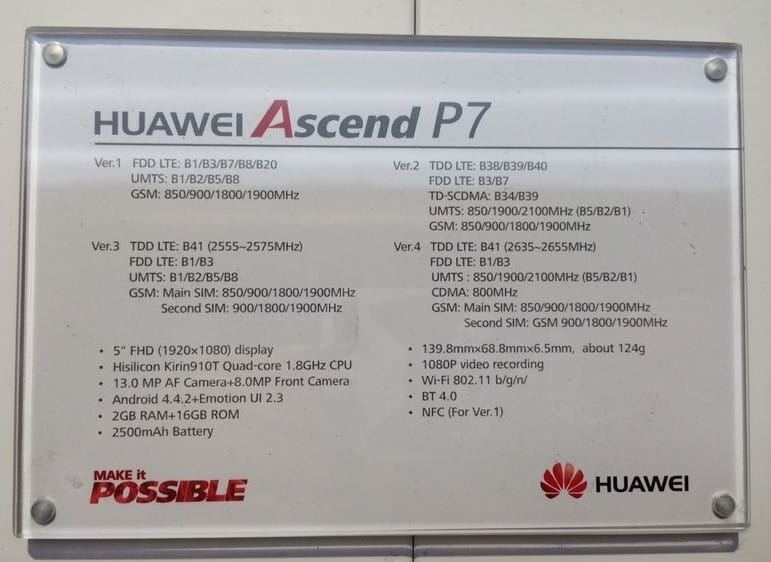 HUAWEI Ascend P7
Ver.1 FDD LTE: B1/B3/B7/B8/B20
UMTS: B1/B2/B5/B8
GSM: 850/900/1800/1900MHz
Ver.2 TDD LTE: B38/B39/B40
FDD LTE: B3/B7
TD-SCDMA: B34/B39
UMTS: 850/1900/2100MHz (B5/B2/B1)
GSM: 850/900/1800/1900MHz
Ver.3 TDD LTE: B41 (2555~2575MHz)
FDD LTE: B1/B3
UMTS: B1/B2/B5/B8
GSM: Main SIM: 850/900/1800/1900MHz
Second SIM: 900/1800/1900MHz
Ver.4 TDD LTE: B41 (2635~2655MHz)
FDD LTE: B1/B3
UMTS : 850/1900/2100MHz (B5/B2/B1)
CDMA: 800MHz
GSM: Main SIM: 850/900/1800/1900MHz
Second SIM: GSM 900/1800/1900MHz
• 5" FHD (1920×1080) display
• Hisilicon Kirin910T Quad-core 1.8GHz CPU
• 13.0 MP AF Camera+8.0MP Front Camera
• Android 4.4.2+Emotion UI 2.3
• 2GB RAM+16GB ROM
• 2500mAh Battery
• 139.8mm×68.8mm×6.5mm, about 124g
• 1080P video recording
• Wi-Fi 802.11 b/g/n/
• BT 4.0
• NFC (For Ver.1)
MAKE it
POSSIBLE
HUAWEI